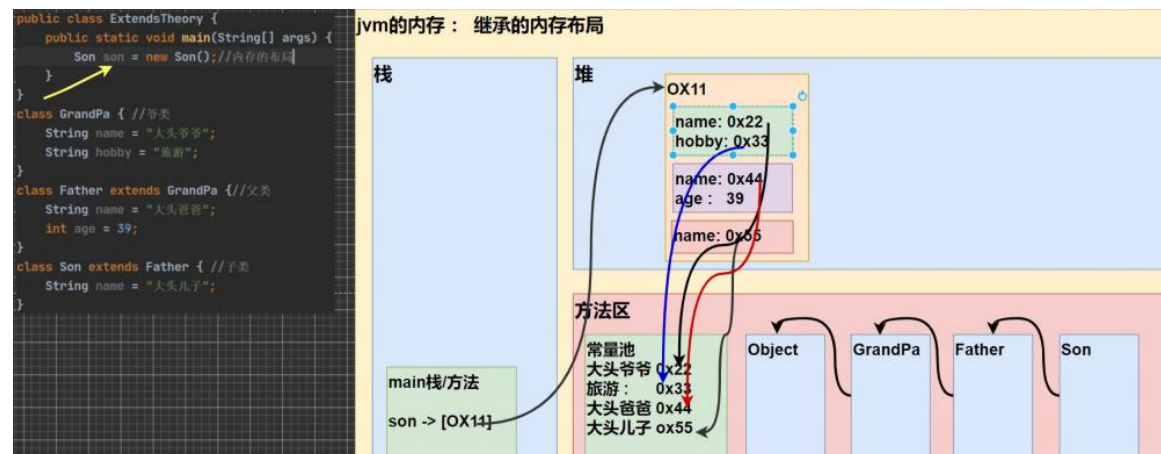 public class ExtendsTheory {
public static void main(String[] args) {
Son son = new Son();//内存的布局
}
}
class GrandPa { //爷类
String name = "大头爷爷";
String hobby = "旅游";
}
class Father extends GrandPa {//父类
String name = "大头爸爸";
int age = 39;
}
class Son extends Father { //子类
String name = "大头儿子";
}
jvm的内存： 继承的内存布局
栈
main栈/方法
son -> [OX11]
堆
OX11
name: 0x22
hobby: 0x33
name: 0x44
age： 39
name: 0x55
方法区
常量池
大头爷爷 0x22
旅游： 0x33
大头爸爸 0x44
大头儿子 ox55
Object
GrandPa
Father
Son